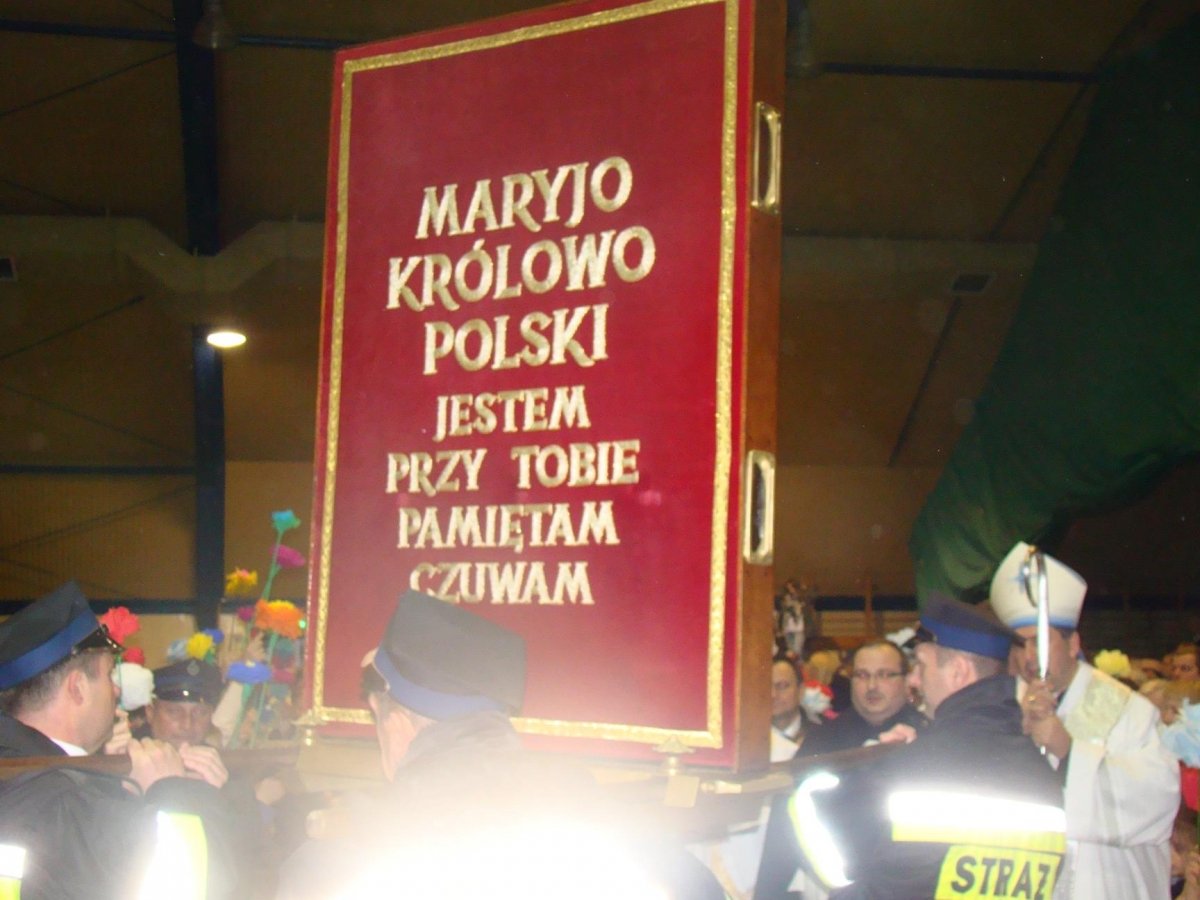 MARYJO
KRÓLOWO
POLSKI
JESTEM
PRZY TOBIE
PAMIĘTAM
CZUWAM
STRAŻ